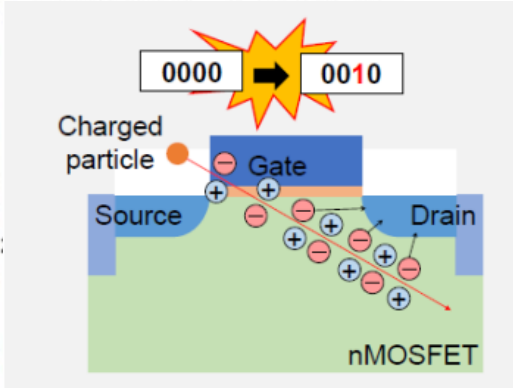 0000 0010
Charged
particle
Gate
Source
Drain
nMOSFET